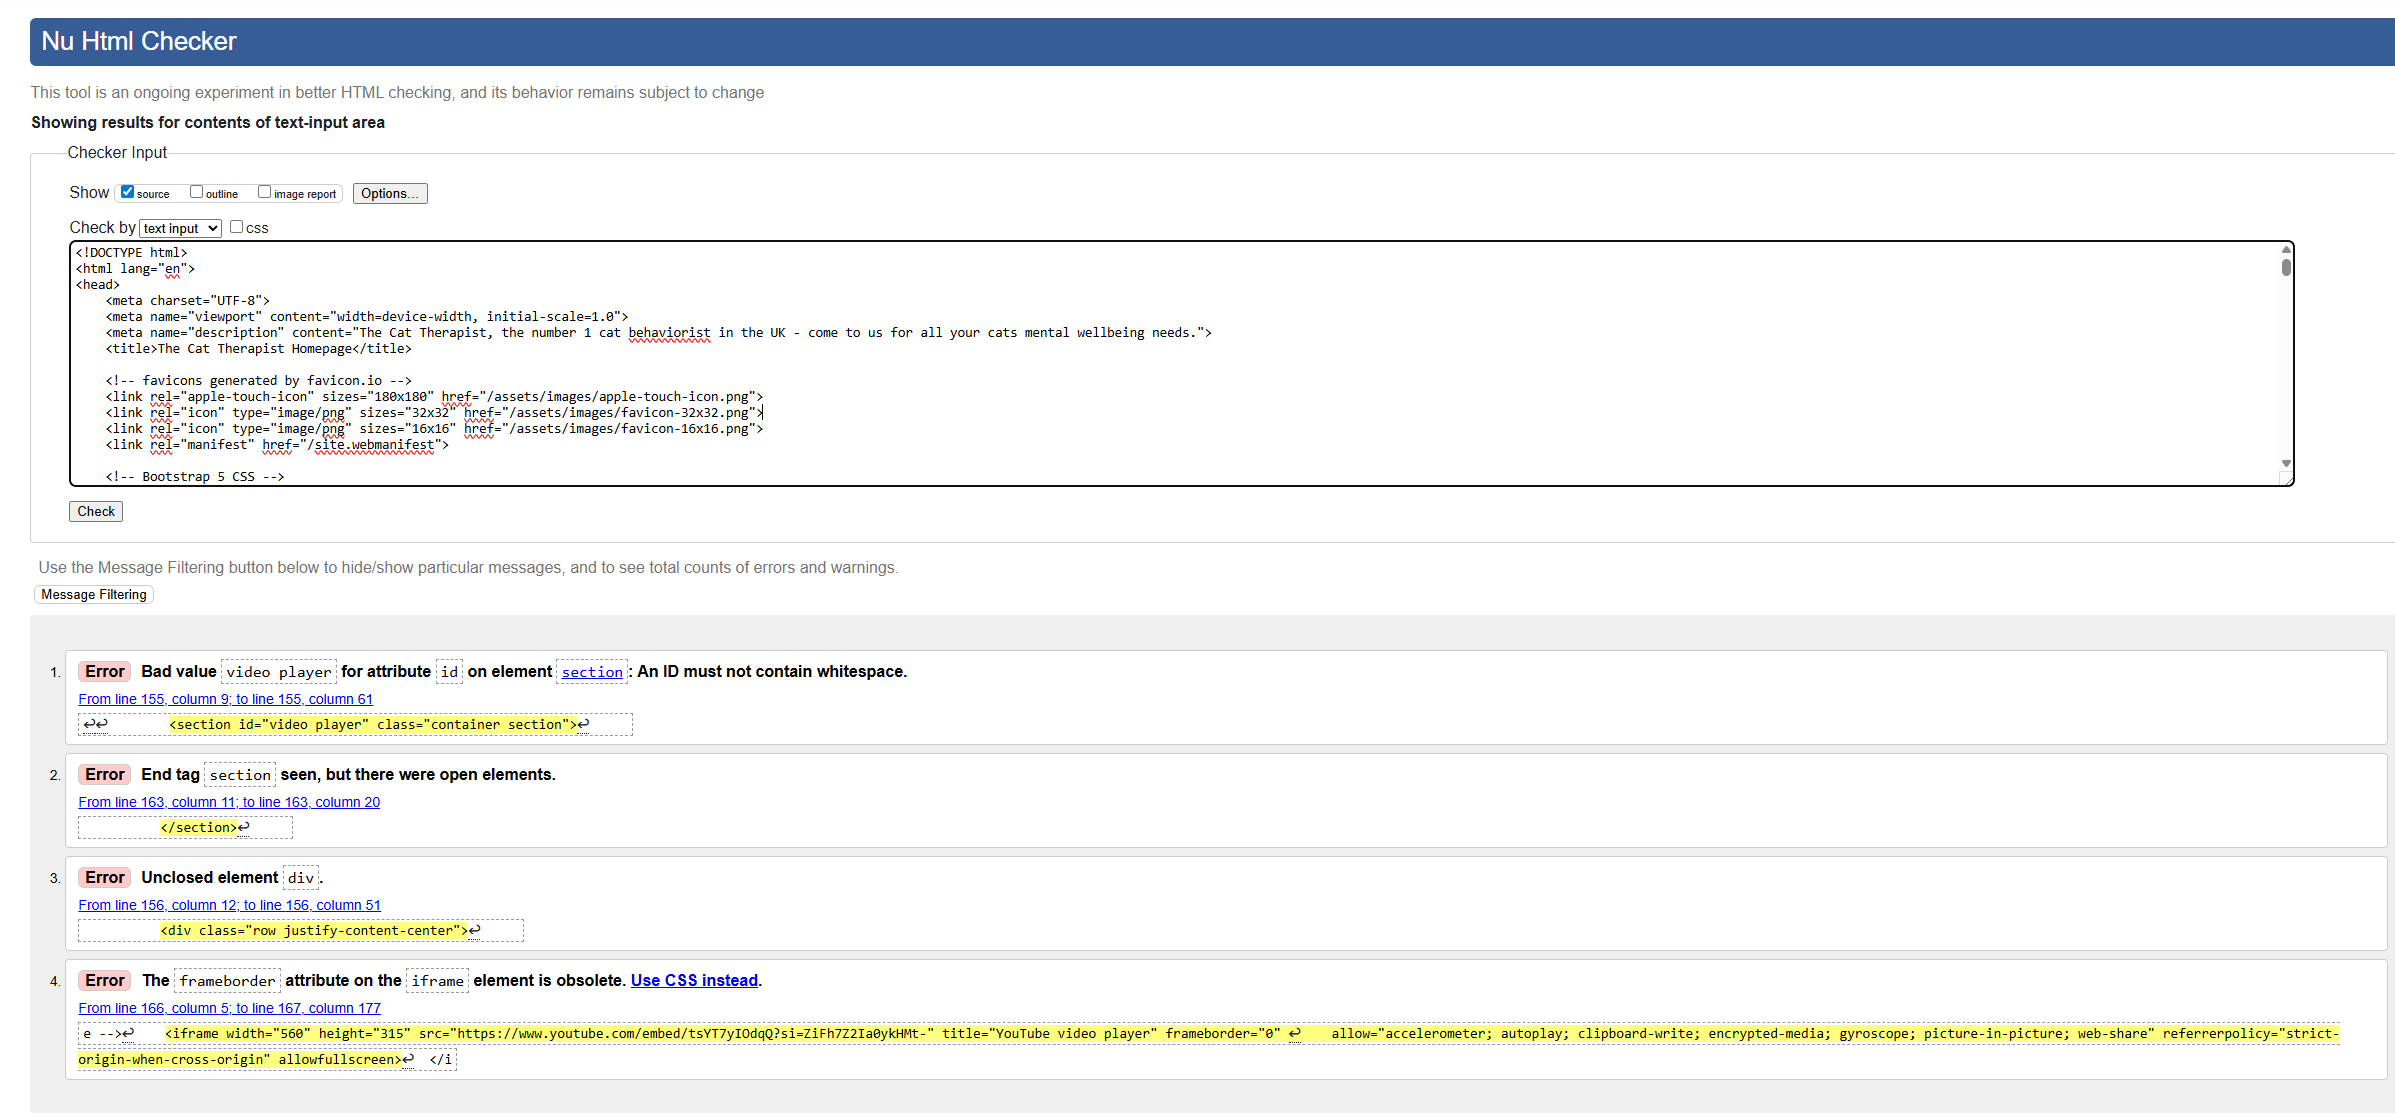 Nu Html Checker
This tool is an ongoing experiment in better HTML checking, and its behavior remains subject to change
Showing results for contents of text-input area
Checker Input
Show source outline image report Options...
Check by text input css
<!DOCTYPE html>
<html lang="en">
<head>
    <meta charset="UTF-8">
    <meta name="viewport" content="width=device-width, initial-scale=1.0">
    <meta name="description" content="The Cat Therapist, the number 1 cat behaviorist in the UK - come to us for all your cats mental wellbeing needs.">
    <title>The Cat Therapist Homepage</title>
    <!-- favicons generated by favicon.io -->
    <link rel="apple-touch-icon" sizes="180x180" href="/assets/images/apple-touch-icon.png">
    <link rel="icon" type="image/png" sizes="32x32" href="/assets/images/favicon-32x32.png">
    <link rel="icon" type="image/png" sizes="16x16" href="/assets/images/favicon-16x16.png">
    <link rel="manifest" href="/site.webmanifest">
    <!-- Bootstrap 5 CSS -->
Check
Use the Message Filtering button below to hide/show particular messages, and to see total counts of errors and warnings.
Message Filtering
1. Error Bad value video player for attribute id on element section: An ID must not contain whitespace.
From line 155, column 9; to line 155, column 61
↩↩ <section id="video player" class="container section">↩
2. Error End tag section seen, but there were open elements.
From line 163, column 11; to line 163, column 20
</section>↩
3. Error Unclosed element div.
From line 156, column 12; to line 156, column 51
<div class="row justify-content-center">↩
4. Error The frameborder attribute on the iframe element is obsolete. Use CSS instead.
From line 166, column 5; to line 167, column 177
e -->↩ <iframe width="560" height="315" src="https://www.youtube.com/embed/tsYT7yIOdqQ?si=ZiFh7Z2Ia0ykHMt-" title="YouTube video player" frameborder="0" ↩ allow="accelerometer; autoplay; clipboard-write; encrypted-media; gyroscope; picture-in-picture; web-share" referrerpolicy="strict-
origin-when-cross-origin" allowfullscreen>↩ </i